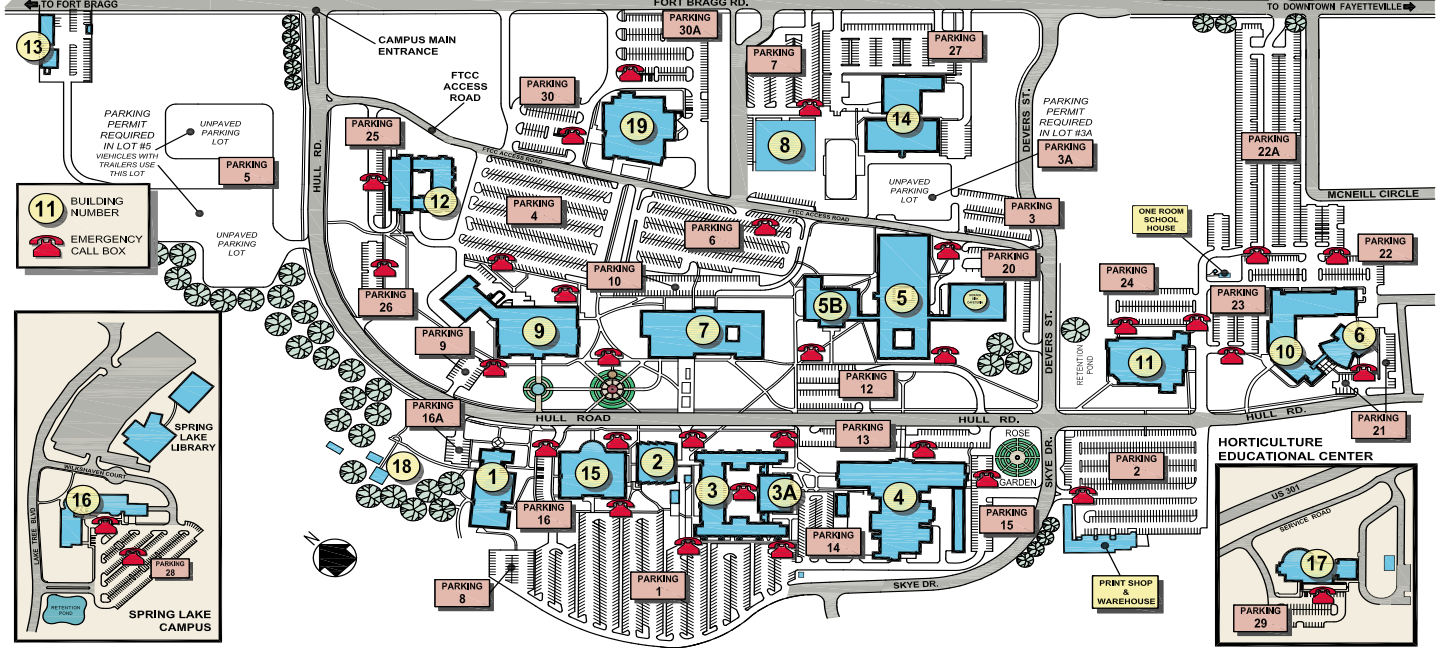 TO FORT BRAGG
FORT BRAGG RD.
TO DOWNTOWN FAYETTEVILLE
13
CAMPUS MAIN
ENTRANCE
PARKING
30A
PARKING
7
PARKING
27
FTCC
ACCESS
ROAD
PARKING
30
PARKING
25
19
8
14
DEVERS ST.
PARKING
PERMIT
REQUIRED
IN LOT #3A
PARKING
3A
PARKING
22A
PARKING
PERMIT
REQUIRED
IN LOT #5
VIEHICLES WITH
TRAILERS USE
THIS LOT
UNPAVED
PARKING
LOT
PARKING
5
HULL RD.
FTCC ACCESS ROAD
12
PARKING
4
PARKING
6
FTCC ACCESS ROAD
UNPAVED
PARKING
LOT
PARKING
3
MCNEILL CIRCLE
11
BUILDING
NUMBER
EMERGENCY
CALL BOX
UNPAVED
PARKING
LOT
ONE ROOM
SCHOOL
HOUSE
PARKING
26
PARKING
10
PARKING
20
PARKING
24
PARKING
22
PARKING
23
5B
5
9
7
PARKING
9
PARKING
12
DEVERS ST.
RETENTION
POND
11
10
6
PARKING
16A
HULL ROAD
HULL RD.
HULL RD.
PARKING
21
PARKING
13
ROSE
GARDEN
SKYE DR.
PARKING
2
18
1
15
2
3
3A
4
PARKING
16
PARKING
14
PARKING
15
PARKING
8
PARKING
1
SKYE DR.
PRINT SHOP
&
WAREHOUSE
N
SPRING
LAKE
LIBRARY
WILKSHAVEN COURT
16
LAKE TREE BLVD
PARKING
28
RETENTION
POND
SPRING LAKE
CAMPUS
HORTICULTURE
EDUCATIONAL CENTER
US 301
SERVICE ROAD
17
PARKING
29